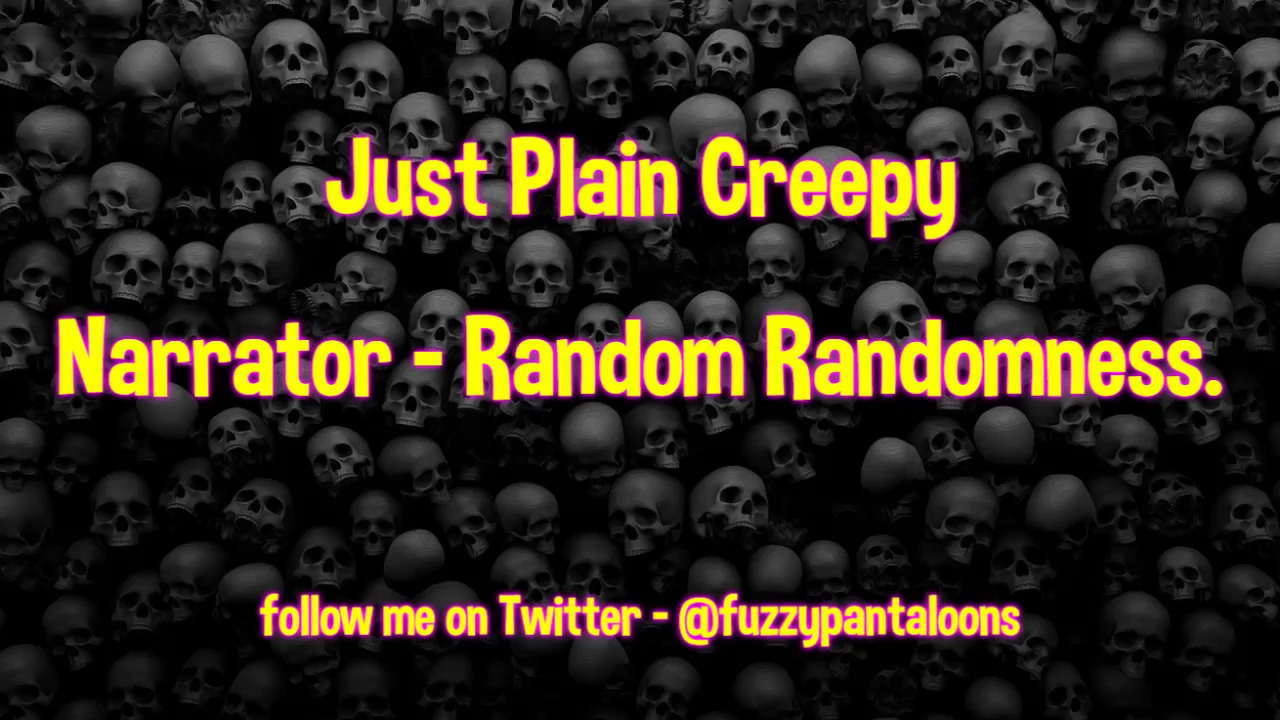 Just Plain Creepy
Narrator - Random Randomness.
follow me on Twitter - @fuzzypantaloons